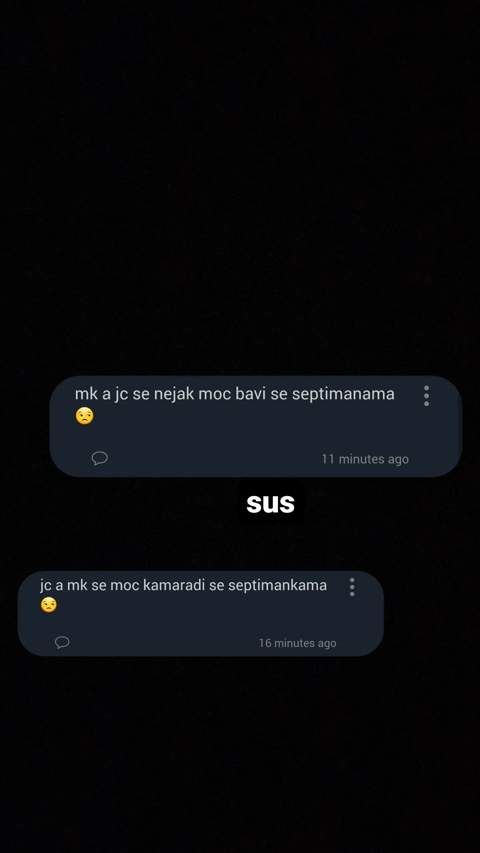 mk a jc se nejak moc bavi se septimanama
😒
11 minutes ago
sus
jc a mk se moc kamaradi se septimankama
😒
16 minutes ago